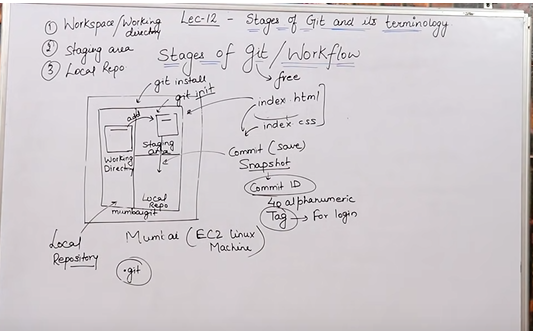 Lec-12 - Stages of Git and its terminology
① Workspace/Working directory
② Staging area
③ Local Repo
Stages of git/Workflow
free
git install
git init
index.html
index css
add
Working Directory
Staging area
Local Repo
mumbaigit
Commit (save)
Snapshot
Commit ID
40 alphanumeric
Tag → For login
Local Repository
Mumbai (EC2 linux Machine)
.git